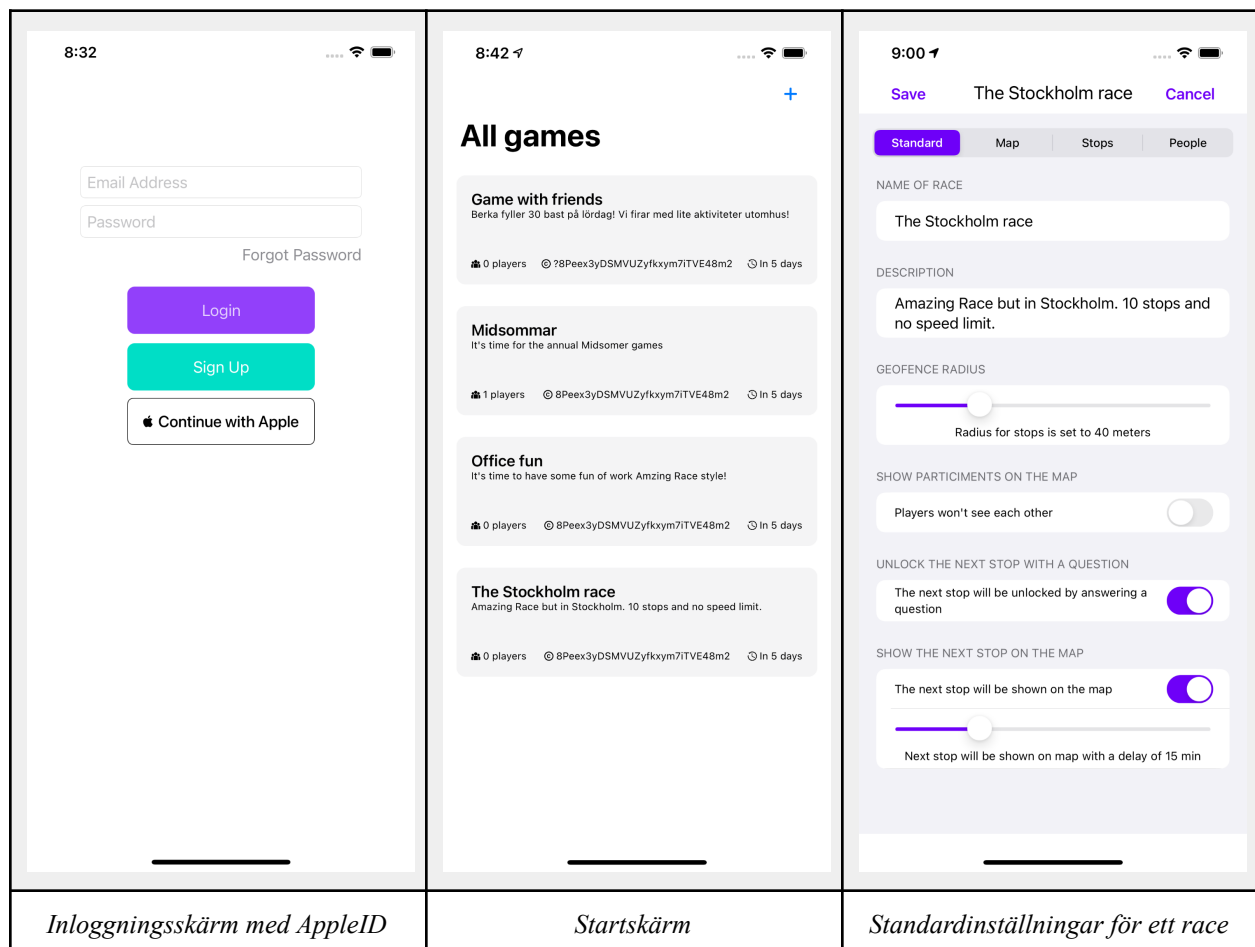 8:32
Email Address
Password
Forgot Password
Login
Sign Up
Continue with Apple
Inloggningsskärm med AppleID
8:42
+
All games
Game with friends
Berka fyller 30 bast på lördag! Vi firar med lite aktiviteter utomhus!
0 players © ?8Peex3yDSMVUZyfkxym7iTVE48m2 In 5 days
Midsommar
It's time for the annual Midsomer games
1 players © 8Peex3yDSMVUZyfkxym7iTVE48m2 In 5 days
Office fun
It's time to have some fun of work Amzing Race style!
0 players © 8Peex3yDSMVUZyfkxym7iTVE48m2 In 5 days
The Stockholm race
Amazing Race but in Stockholm. 10 stops and no speed limit.
0 players © 8Peex3yDSMVUZyfkxym7iTVE48m2 In 5 days
Startskärm
9:00
Save The Stockholm race Cancel
Standard Map Stops People
NAME OF RACE
The Stockholm race
DESCRIPTION
Amazing Race but in Stockholm. 10 stops and
no speed limit.
GEOFENCE RADIUS
Radius for stops is set to 40 meters
SHOW PARTICIMENTS ON THE MAP
Players won't see each other
UNLOCK THE NEXT STOP WITH A QUESTION
The next stop will be unlocked by answering a
question
SHOW THE NEXT STOP ON THE MAP
The next stop will be shown on the map
Next stop will be shown on map with a delay of 15 min
Standardinställningar för ett race